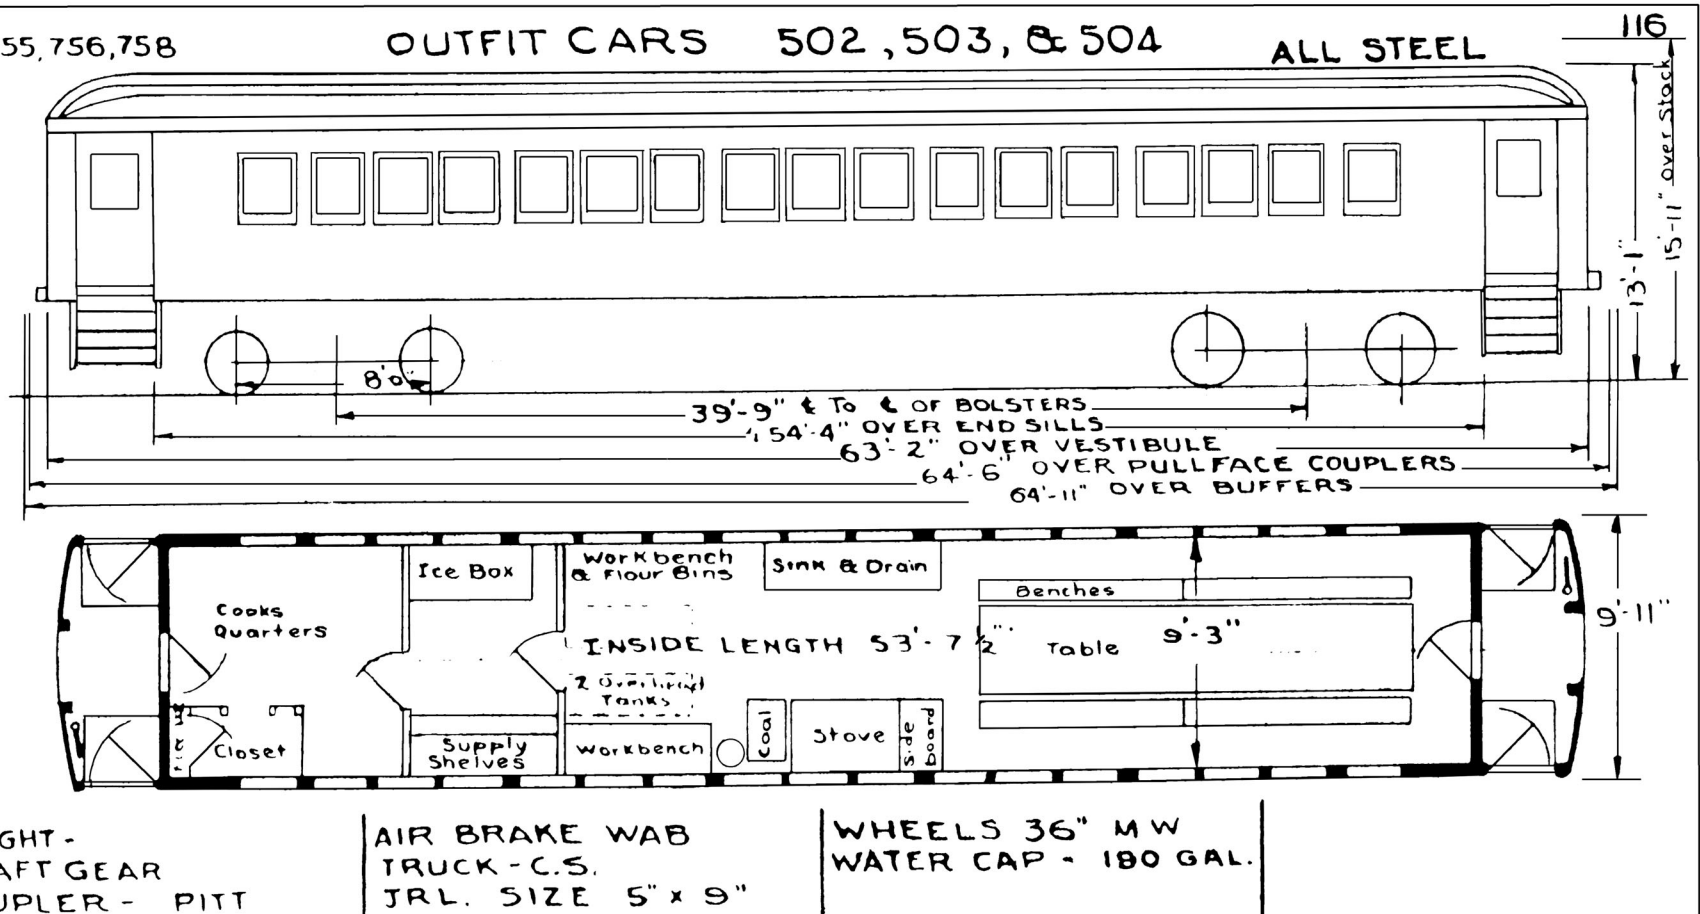 116
55, 756, 758
OUTFIT CARS 502, 503, & 504
ALL STEEL
15'-11" over Stack
13'-1"
8'0"
39'-9" ℄ To ℄ OF BOLSTERS
54'-4" OVER END SILLS
63'-2" OVER VESTIBULE
64'-6" OVER PULLFACE COUPLERS
64'-11" OVER BUFFERS
Ice Box
Workbench
& Flour Bins
Sink & Drain
Benches
Cooks
Quarters
INSIDE LENGTH 53'-7 ½"
Table
9'-3"
9'-11"
2
Tanks
Closet
Supply
Shelves
Workbench
Coal
Stove
Side
board
GHT -
AFT GEAR
UPLER - PITT
AIR BRAKE WAB
TRUCK - C.S.
JRL. SIZE 5" x 9"
WHEELS 36" MW
WATER CAP - 180 GAL.